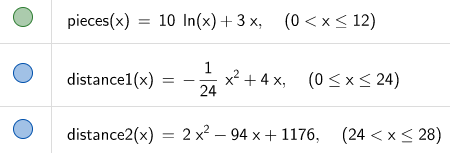 pieces(x) = 10 ln(x) + 3 x, (0 < x ≤ 12)
distance1(x) = − 1/24 x² + 4 x, (0 ≤ x ≤ 24)
distance2(x) = 2 x² − 94 x + 1176, (24 < x ≤ 28)